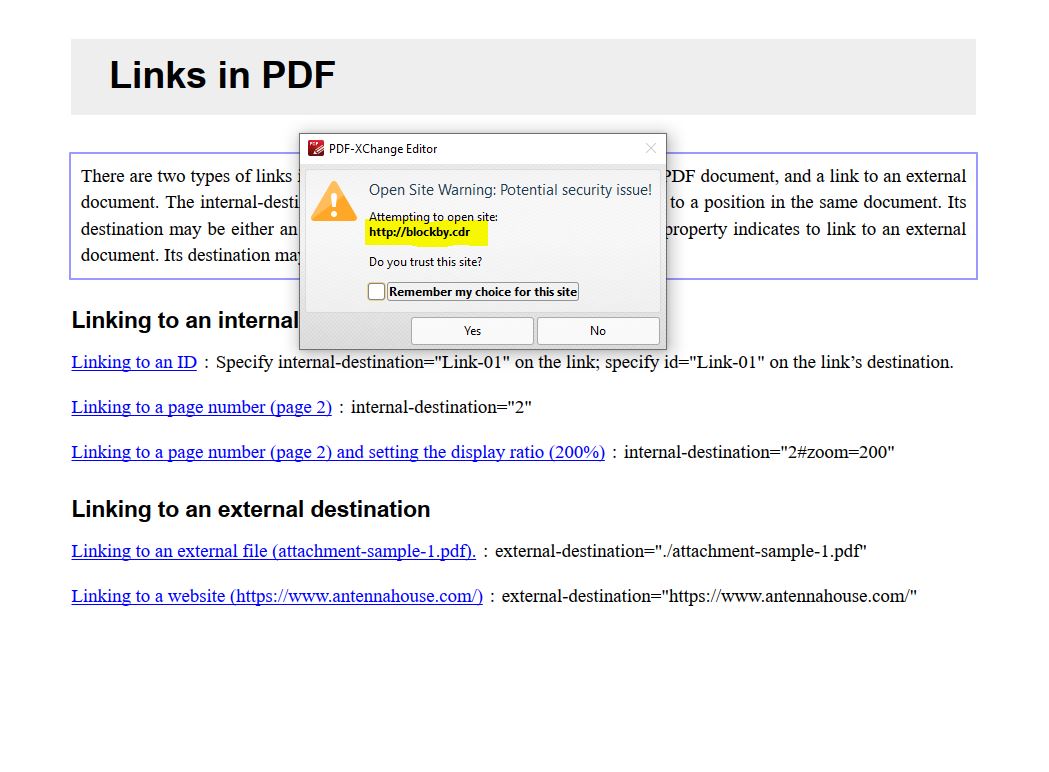 Links in PDF
PDF-XChange Editor
There are two types of links
PDF document, and a link to an external
Open Site Warning: Potential security issue!
document. The
to a position in the same document. Its
Attempting to open site:
http://blockby.cdr
destination may be either an
property indicates to link to an external
document. Its destination
Do you trust this site?
Remember my choice for this site
Yes
No
Linking to an internal
Linking to an ID : Specify internal-destination="Link-01" on the link; specify id="Link-01" on the link’s destination.
Linking to a page number (page 2) : internal-destination="2"
Linking to a page number (page 2) and setting the display ratio (200%) : internal-destination="2#zoom=200"
Linking to an external destination
Linking to an external file (attachment-sample-1.pdf). : external-destination="./attachment-sample-1.pdf"
Linking to a website (https://www.antennahouse.com/) : external-destination="https://www.antennahouse.com/"